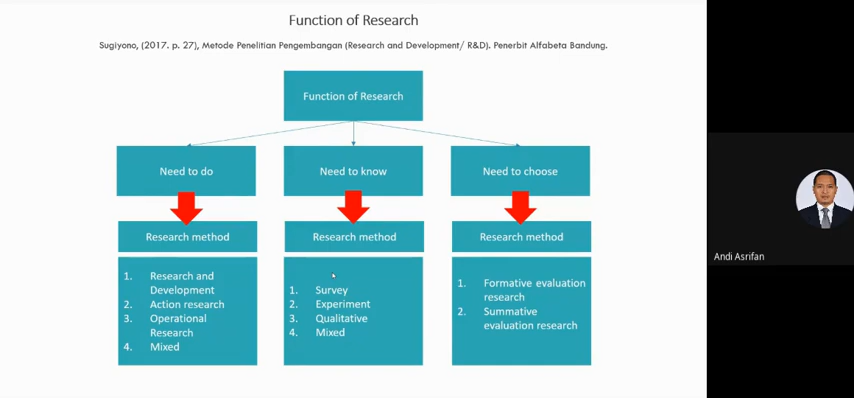 Function of Research
Sugiyono, (2017. p. 27), Metode Penelitian Pengembangan (Research and Development/ R&D). Penerbit Alfabeta Bandung.
Function of Research
Need to do
Need to know
Need to choose
Research method
Research method
Research method
1. Research and
Development
2. Action research
3. Operational
Research
4. Mixed
1. Survey
2. Experiment
3. Qualitative
4. Mixed
1. Formative evaluation
research
2. Summative
evaluation research
Andi Asrifan